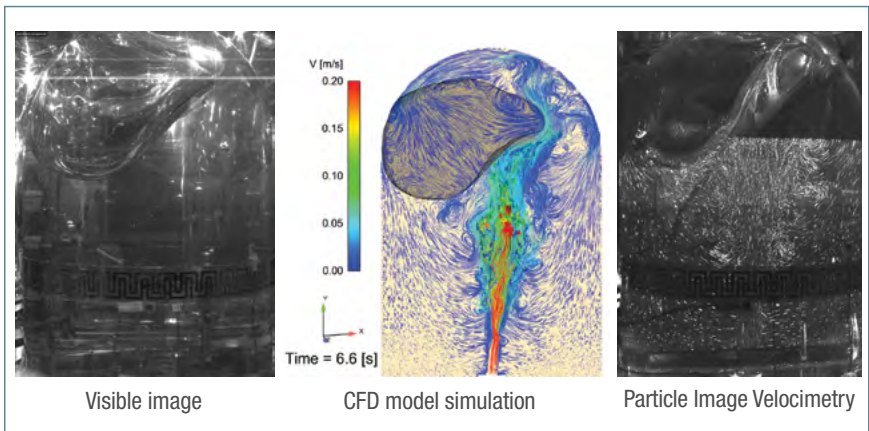 V [m/s]
0.20
0.15
0.10
0.05
0.00
Y
X
Time = 6.6 [s]
Visible image
CFD model simulation
Particle Image Velocimetry